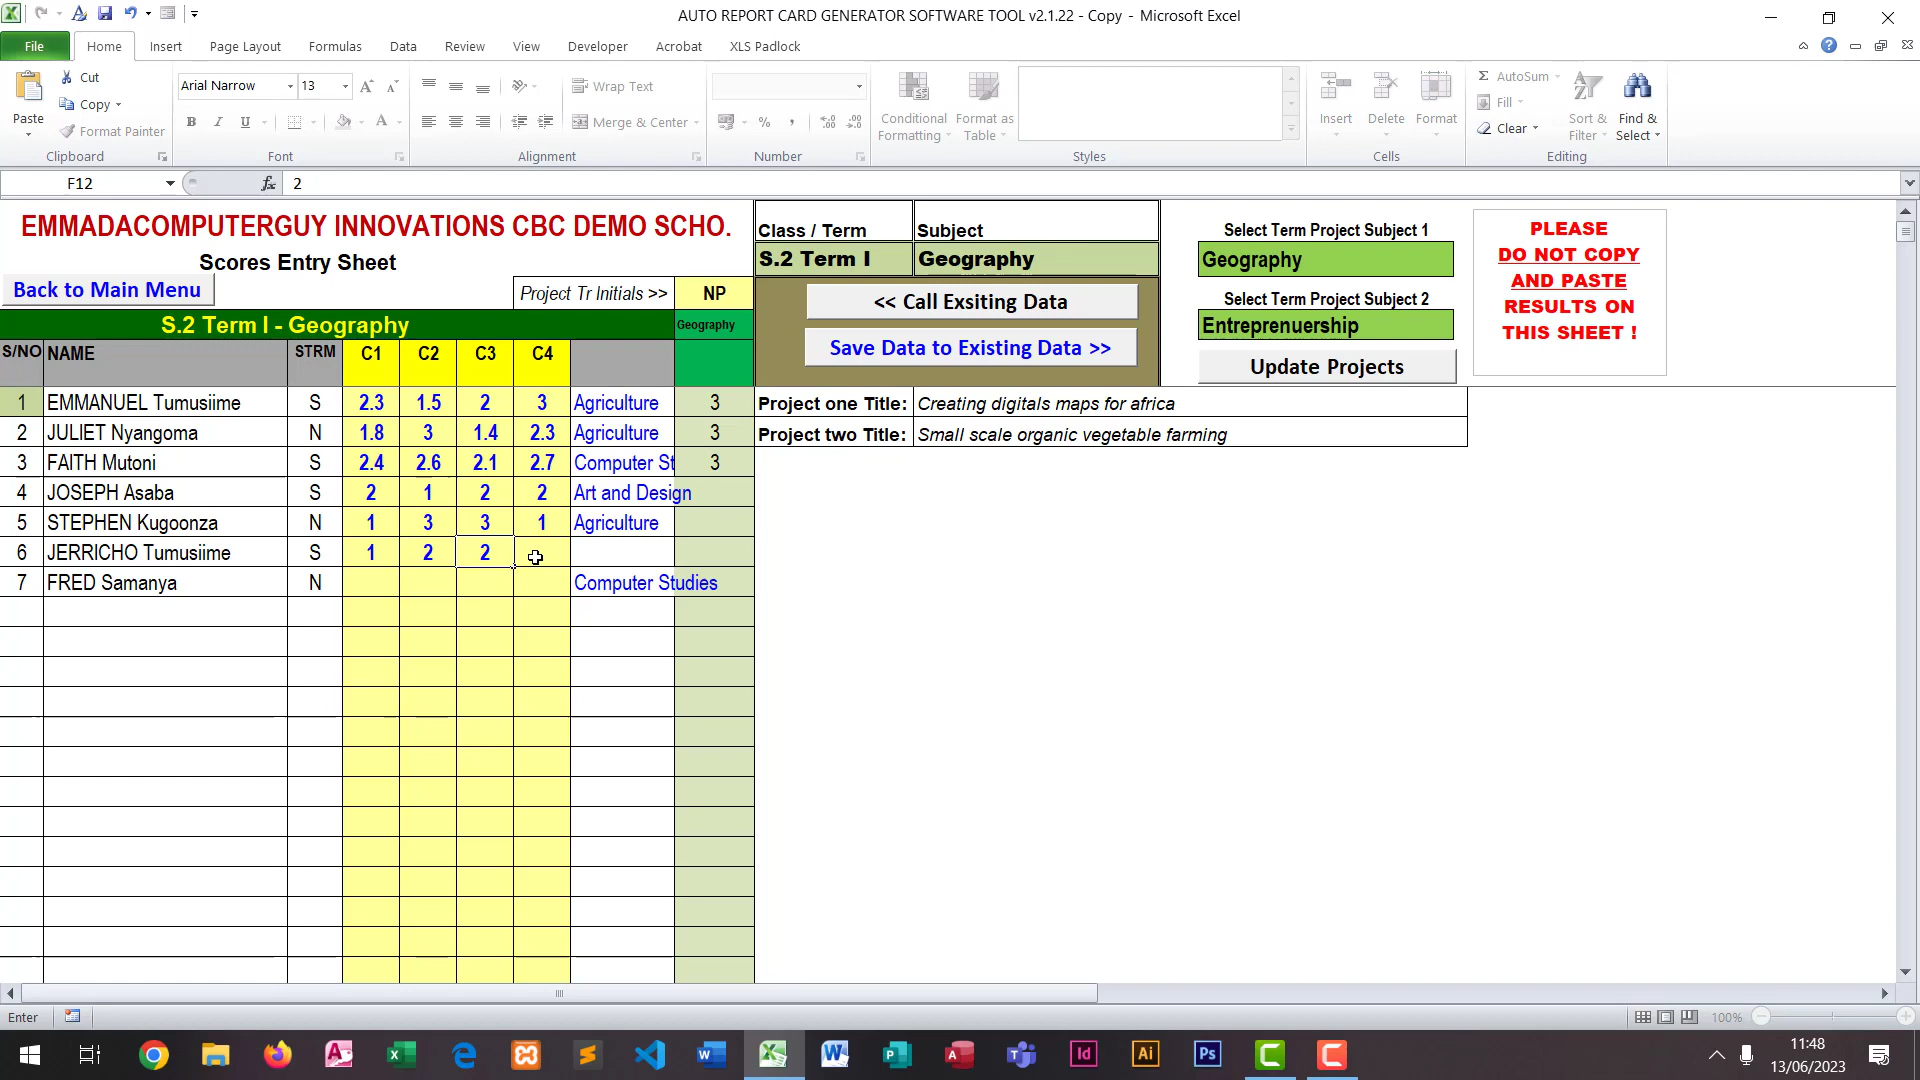 AUTO REPORT CARD GENERATOR SOFTWARE TOOL v2.1.22 - Copy - Microsoft Excel
File Home Insert Page Layout Formulas Data Review View Developer Acrobat XLS Padlock
Paste
Cut
Copy
Format Painter
Clipboard
Arial Narrow 13
B I U
Font
Wrap Text
Merge & Center
Alignment
Number
Conditional Formatting
Format as Table
Styles
Insert Delete Format
Cells
AutoSum
Fill
Clear
Sort & Filter
Find & Select
Editing
F12 fx 2
EMMADACOMPUTERGUY INNOVATIONS CBC DEMO SCHO.
Scores Entry Sheet
Back to Main Menu
Project Tr Initials >> NP
Class / Term Subject
S.2 Term I Geography
<< Call Exsiting Data
Save Data to Existing Data >>
Select Term Project Subject 1
Geography
Select Term Project Subject 2
Entreprenuership
Update Projects
PLEASE
DO NOT COPY
AND PASTE
RESULTS ON
THIS SHEET !
S.2 Term I - Geography Geography
S/NO NAME STRM C1 C2 C3 C4
1 EMMANUEL Tumusiime S 2.3 1.5 2 3 Agriculture 3
2 JULIET Nyangoma N 1.8 3 1.4 2.3 Agriculture 3
3 FAITH Mutoni S 2.4 2.6 2.1 2.7 Computer St 3
4 JOSEPH Asaba S 2 1 2 2 Art and Design
5 STEPHEN Kugoonza N 1 3 3 1 Agriculture
6 JERRICHO Tumusiime S 1 2 2
7 FRED Samanya N Computer Studies
Project one Title: Creating digitals maps for africa
Project two Title: Small scale organic vegetable farming
Enter
100%
11:48
13/06/2023